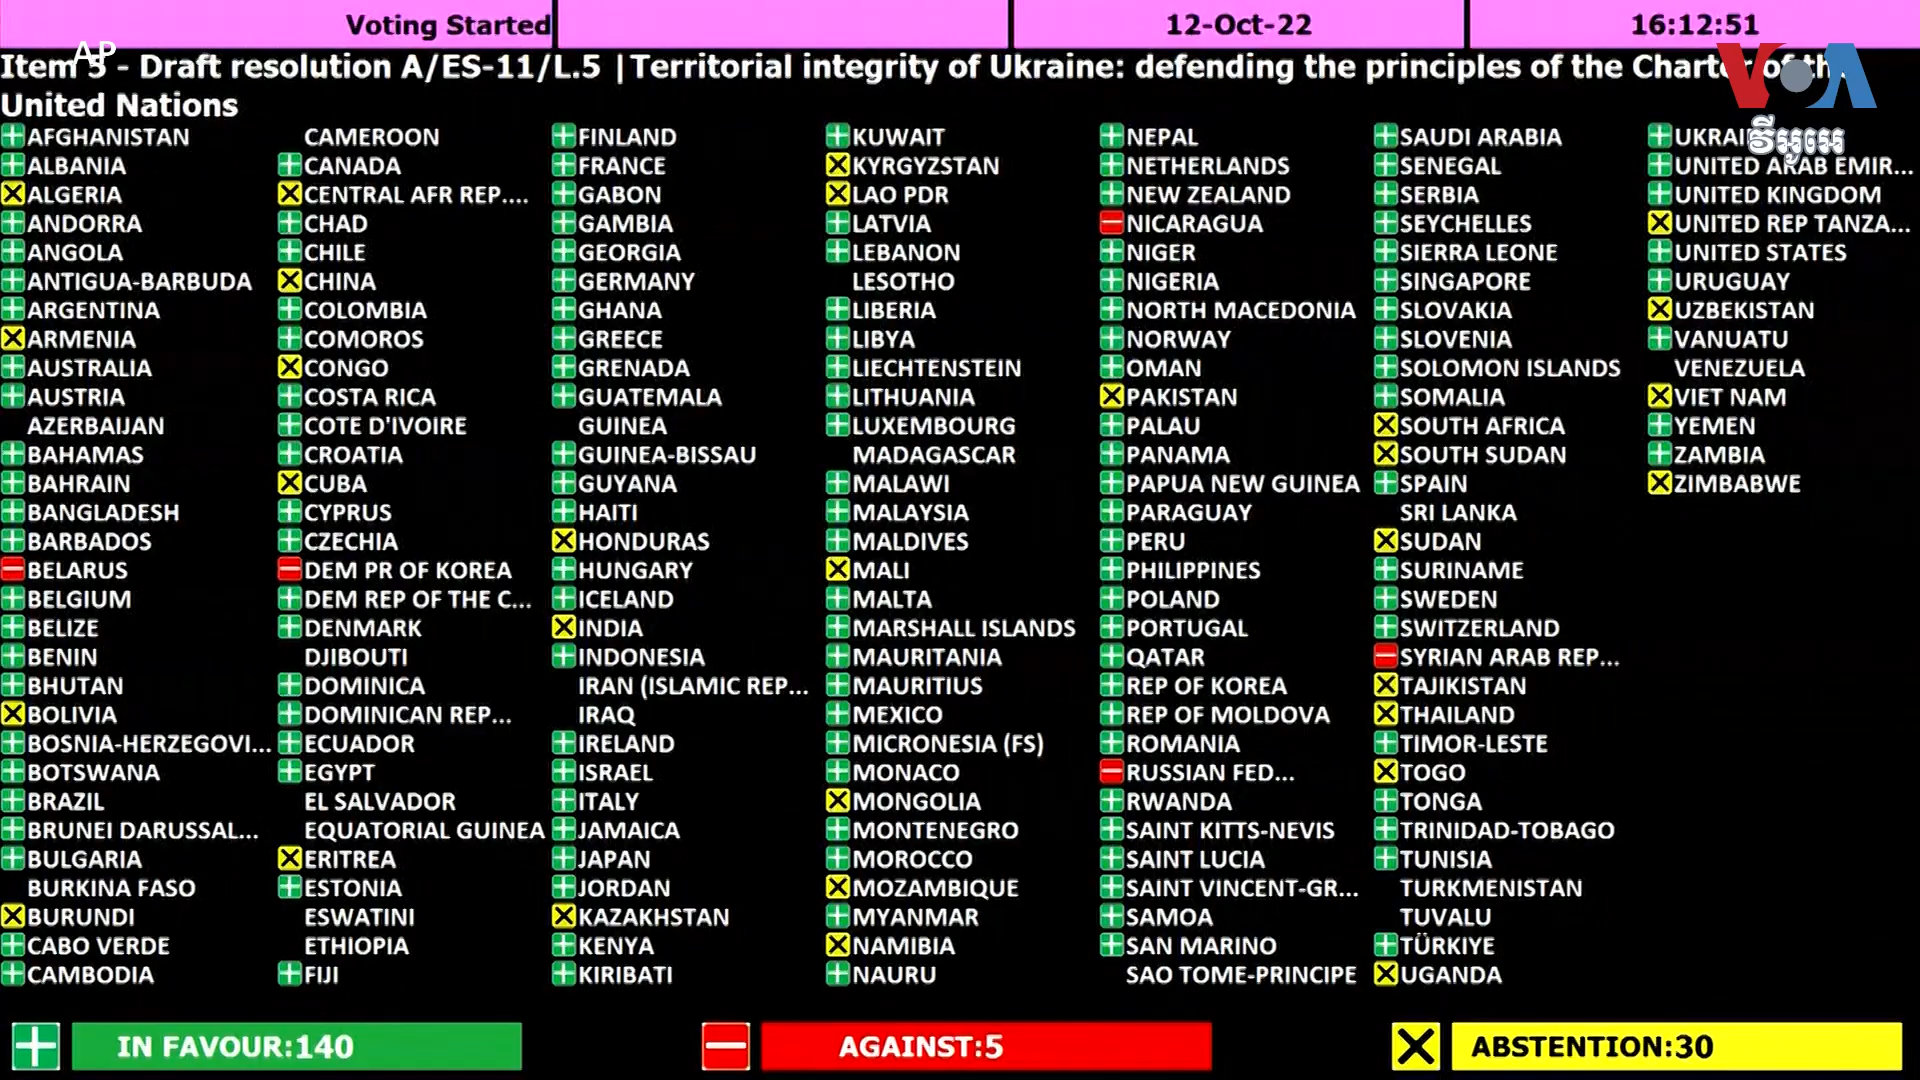 Voting Started 12-Oct-22 16:12:51
AP
Item 5 - Draft resolution A/ES-11/L.5 | Territorial integrity of Ukraine: defending the principles of the Charter of the
United Nations
VOA
វីអូអេ
AFGHANISTAN
ALBANIA
ALGERIA
ANDORRA
ANGOLA
ANTIGUA-BARBUDA
ARGENTINA
ARMENIA
AUSTRALIA
AUSTRIA
AZERBAIJAN
BAHAMAS
BAHRAIN
BANGLADESH
BARBADOS
BELARUS
BELGIUM
BELIZE
BENIN
BHUTAN
BOLIVIA
BOSNIA-HERZEGOVI...
BOTSWANA
BRAZIL
BRUNEI DARUSSAL...
BULGARIA
BURKINA FASO
BURUNDI
CABO VERDE
CAMBODIA
CAMEROON
CANADA
CENTRAL AFR REP....
CHAD
CHILE
CHINA
COLOMBIA
COMOROS
CONGO
COSTA RICA
COTE D'IVOIRE
CROATIA
CUBA
CYPRUS
CZECHIA
DEM PR OF KOREA
DEM REP OF THE C...
DENMARK
DJIBOUTI
DOMINICA
DOMINICAN REP...
ECUADOR
EGYPT
EL SALVADOR
EQUATORIAL GUINEA
ERITREA
ESTONIA
ESWATINI
ETHIOPIA
FIJI
FINLAND
FRANCE
GABON
GAMBIA
GEORGIA
GERMANY
GHANA
GREECE
GRENADA
GUATEMALA
GUINEA
GUINEA-BISSAU
GUYANA
HAITI
HONDURAS
HUNGARY
ICELAND
INDIA
INDONESIA
IRAN (ISLAMIC REP...
IRAQ
IRELAND
ISRAEL
ITALY
JAMAICA
JAPAN
JORDAN
KAZAKHSTAN
KENYA
KIRIBATI
KUWAIT
KYRGYZSTAN
LAO PDR
LATVIA
LEBANON
LESOTHO
LIBERIA
LIBYA
LIECHTENSTEIN
LITHUANIA
LUXEMBOURG
MADAGASCAR
MALAWI
MALAYSIA
MALDIVES
MALI
MALTA
MARSHALL ISLANDS
MAURITANIA
MAURITIUS
MEXICO
MICRONESIA (FS)
MONACO
MONGOLIA
MONTENEGRO
MOROCCO
MOZAMBIQUE
MYANMAR
NAMIBIA
NAURU
NEPAL
NETHERLANDS
NEW ZEALAND
NICARAGUA
NIGER
NIGERIA
NORTH MACEDONIA
NORWAY
OMAN
PAKISTAN
PALAU
PANAMA
PAPUA NEW GUINEA
PARAGUAY
PERU
PHILIPPINES
POLAND
PORTUGAL
QATAR
REP OF KOREA
REP OF MOLDOVA
ROMANIA
RUSSIAN FED...
RWANDA
SAINT KITTS-NEVIS
SAINT LUCIA
SAINT VINCENT-GR...
SAMOA
SAN MARINO
SAO TOME-PRINCIPE
SAUDI ARABIA
SENEGAL
SERBIA
SEYCHELLES
SIERRA LEONE
SINGAPORE
SLOVAKIA
SLOVENIA
SOLOMON ISLANDS
SOMALIA
SOUTH AFRICA
SOUTH SUDAN
SPAIN
SRI LANKA
SUDAN
SURINAME
SWEDEN
SWITZERLAND
SYRIAN ARAB REP...
TAJIKISTAN
THAILAND
TIMOR-LESTE
TOGO
TONGA
TRINIDAD-TOBAGO
TUNISIA
TURKMENISTAN
TUVALU
TÜRKIYE
UGANDA
UKRAI
UNITED ARAB EMIR...
UNITED KINGDOM
UNITED REP TANZA...
UNITED STATES
URUGUAY
UZBEKISTAN
VANUATU
VENEZUELA
VIET NAM
YEMEN
ZAMBIA
ZIMBABWE
IN FAVOUR:140 AGAINST:5 ABSTENTION:30